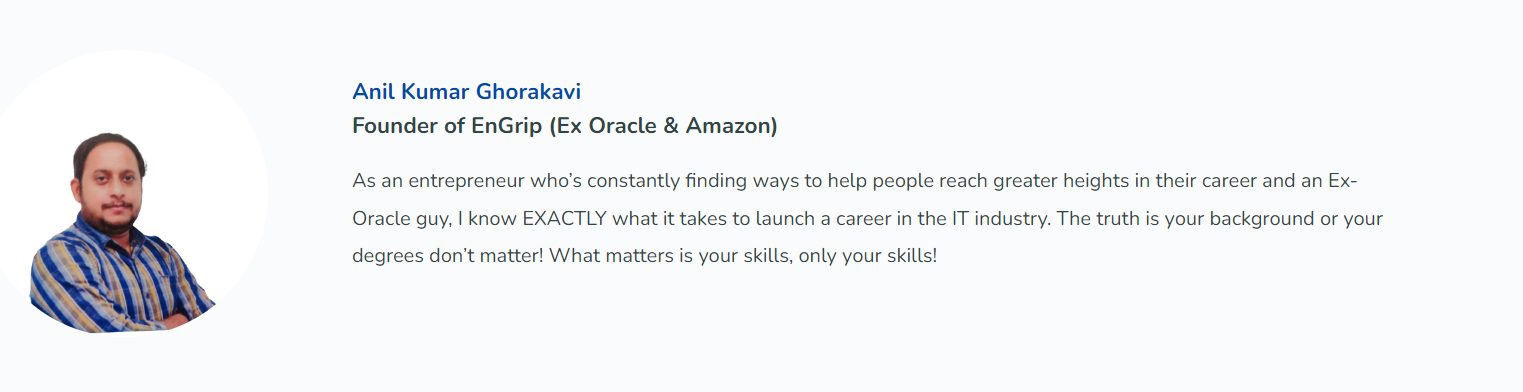 Anil Kumar Ghorakavi
Founder of EnGrip (Ex Oracle & Amazon)
As an entrepreneur who’s constantly finding ways to help people reach greater heights in their career and an Ex-
Oracle guy, I know EXACTLY what it takes to launch a career in the IT industry. The truth is your background or your
degrees don’t matter! What matters is your skills, only your skills!